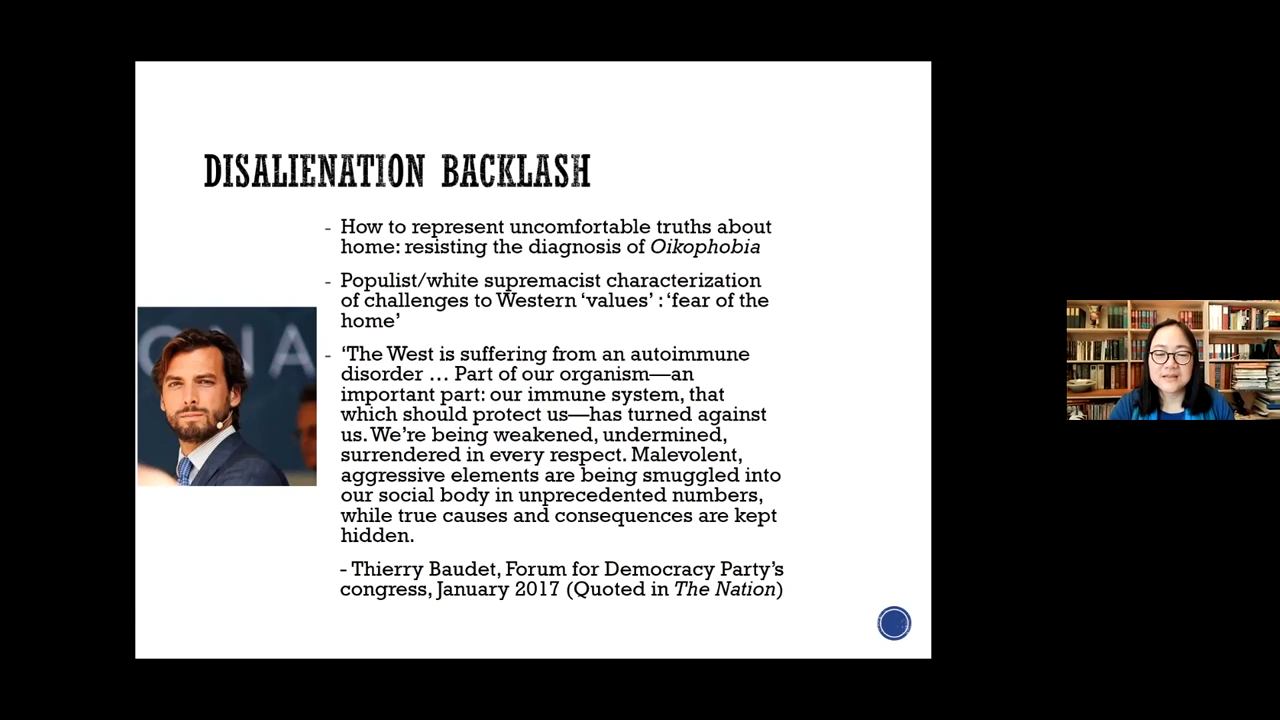 DISALIENATION BACKLASH
- How to represent uncomfortable truths about
home: resisting the diagnosis of Oikophobia
- Populist/white supremacist characterization
of challenges to Western ‘values’ : ‘fear of the
home’
- ‘The West is suffering from an autoimmune
disorder … Part of our organism—an
important part: our immune system, that
which should protect us—has turned against
us. We’re being weakened, undermined,
surrendered in every respect. Malevolent,
aggressive elements are being smuggled into
our social body in unprecedented numbers,
while true causes and consequences are kept
hidden.
- Thierry Baudet, Forum for Democracy Party’s
congress, January 2017 (Quoted in The Nation)
ONA